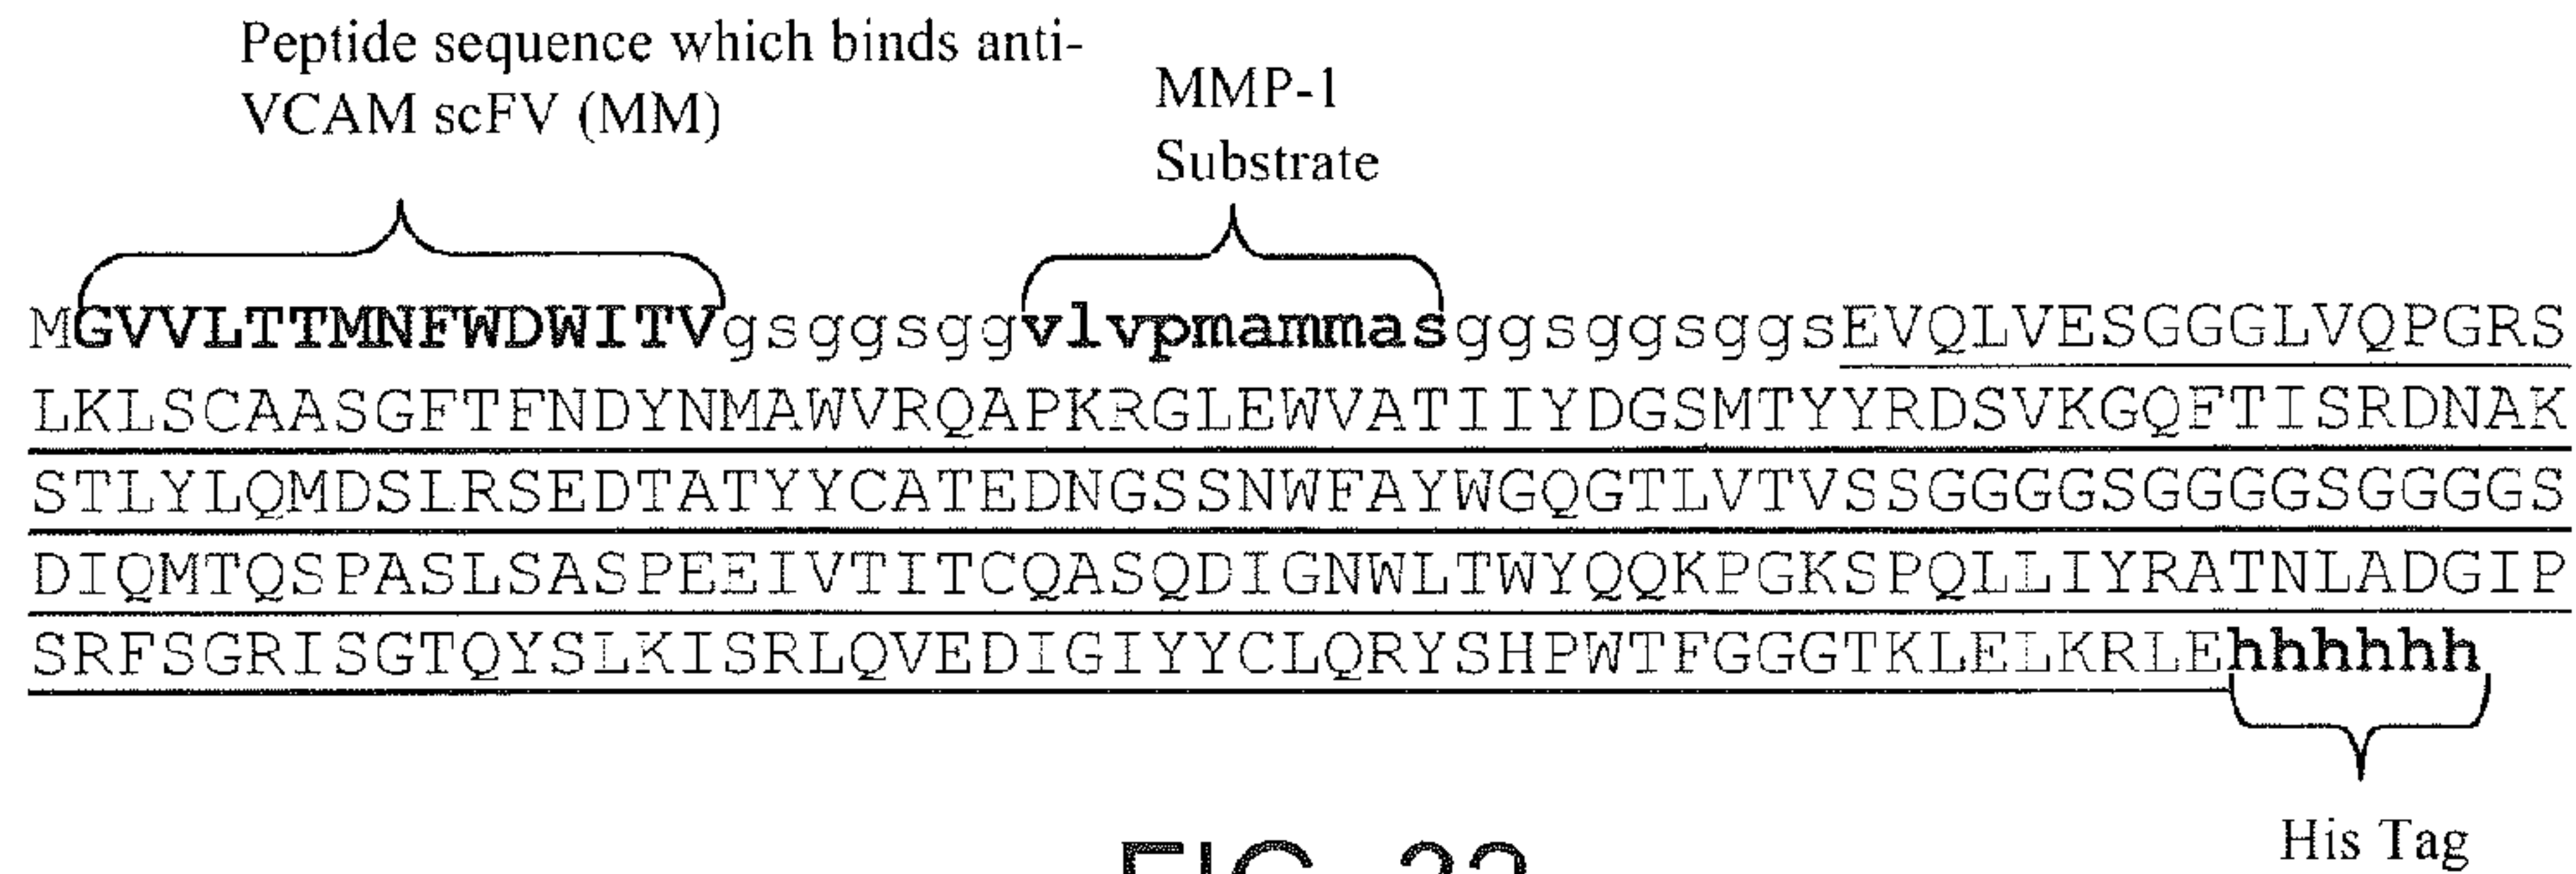 Peptide sequence which binds anti-
VCAM scFV (MM)
MMP-1
Substrate
MGVVLTTMNFWDWITVgsggsggvlvpmammasggsggsggsEVQLVESGGGLVQPGRS
LKLSCAASGFTFNDYNMAWVRQAPKRGLEWVATIIYDGSMTYYRDSVKGQFTISRDNAK
STLYLQMDSLRSEDTATYYCATEDNGSSNWFAYWGQGTLVTVSSGGGGSGGGGSGGGGS
DIQMTQSPASLSASPEEIVTITCQASQDIGNWLTWYQQKPGKSPQLLIYRATNLADGIP
SRFSGRISGTQYSLKISRLQVEDIGIYYCLQRYSHPWTFGGGTKLELKRLEhhhhhh
His Tag